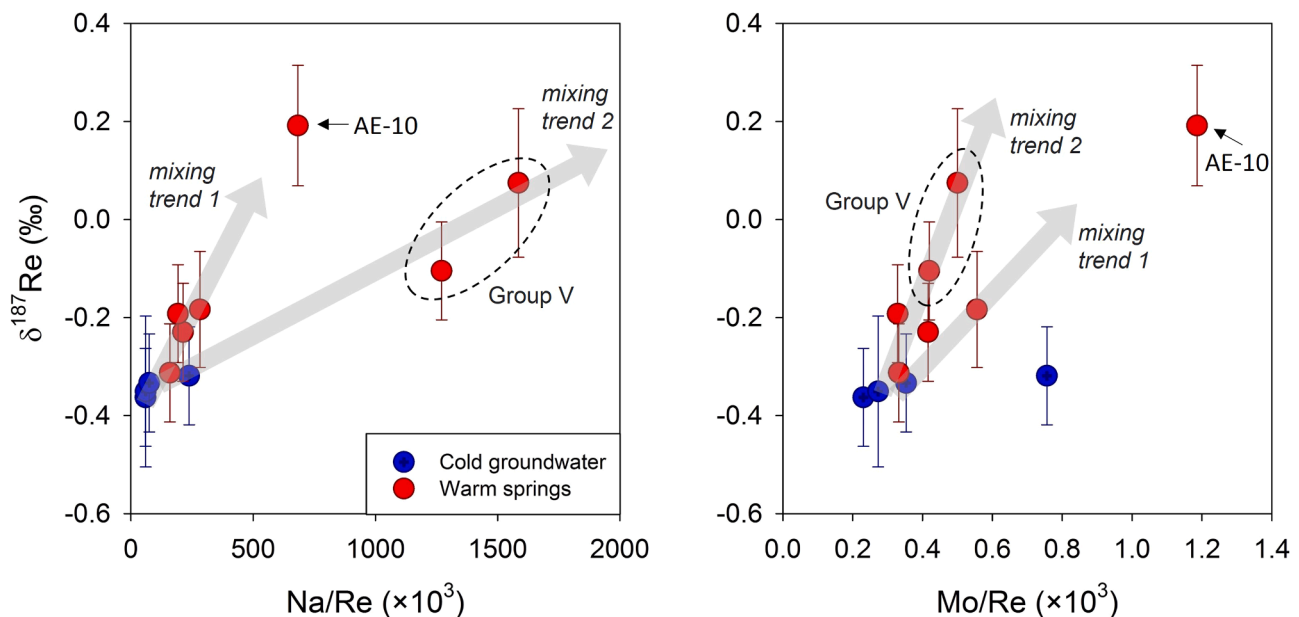 δ¹⁸⁷Re (‰)
0.4
0.2
0.0
-0.2
-0.4
-0.6
AE-10
mixing
trend 1
mixing
trend 2
Group V
Cold groundwater
Warm springs
0
500
1000
1500
2000
Na/Re (×10³)
0.4
0.2
0.0
-0.2
-0.4
-0.6
mixing
trend 2
AE-10
Group V
mixing
trend 1
0.0
0.2
0.4
0.6
0.8
1.0
1.2
1.4
Mo/Re (×10³)